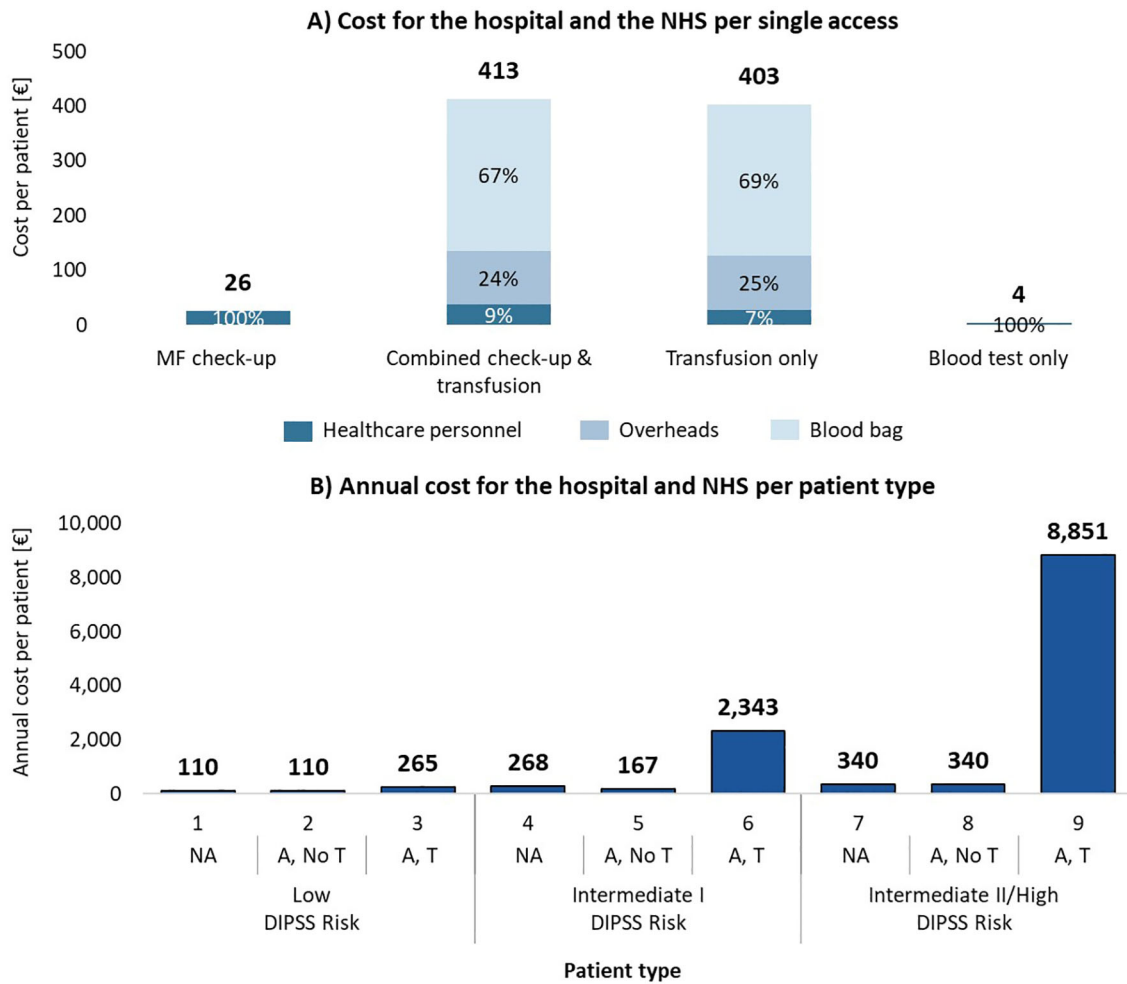 A) Cost for the hospital and the NHS per single access
Cost per patient [€]
500
400
300
200
100
0
26
413
403
4
67%
69%
24%
25%
100%
9%
7%
100%
MF check-up
Combined check-up &
transfusion
Transfusion only
Blood test only
Healthcare personnel
Overheads
Blood bag
B) Annual cost for the hospital and NHS per patient type
Annual cost per patient [€]
10,000
8,000
6,000
4,000
2,000
0
110
110
265
268
167
2,343
340
340
8,851
1 2 3 4 5 6 7 8 9
NA A, No T A, T NA A, No T A, T NA A, No T A, T
Low
DIPSS Risk
Intermediate I
DIPSS Risk
Intermediate II/High
DIPSS Risk
Patient type